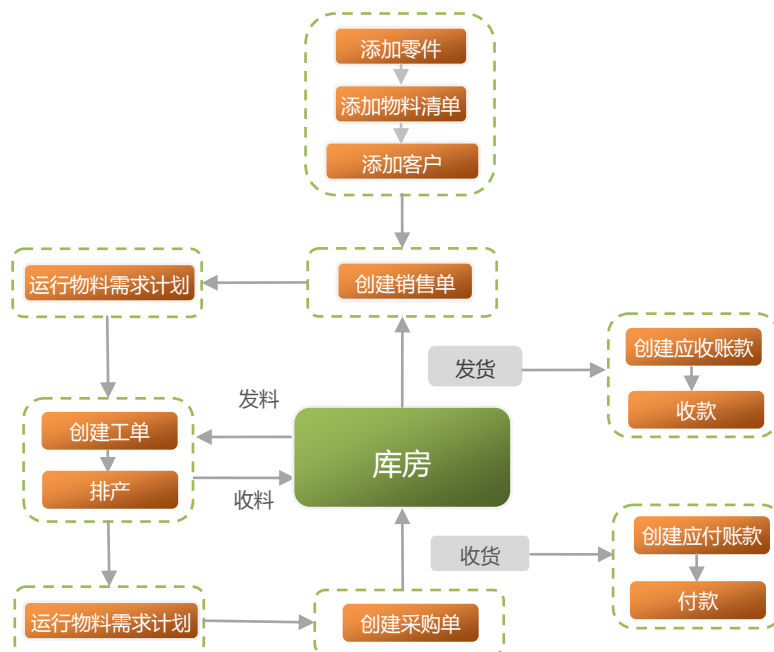 添加零件
添加物料清单
添加客户
运行物料需求计划
创建销售单
创建应收账款
发货
收款
发料
创建工单
库房
排产
收料
创建应付账款
收货
付款
运行物料需求计划
创建采购单